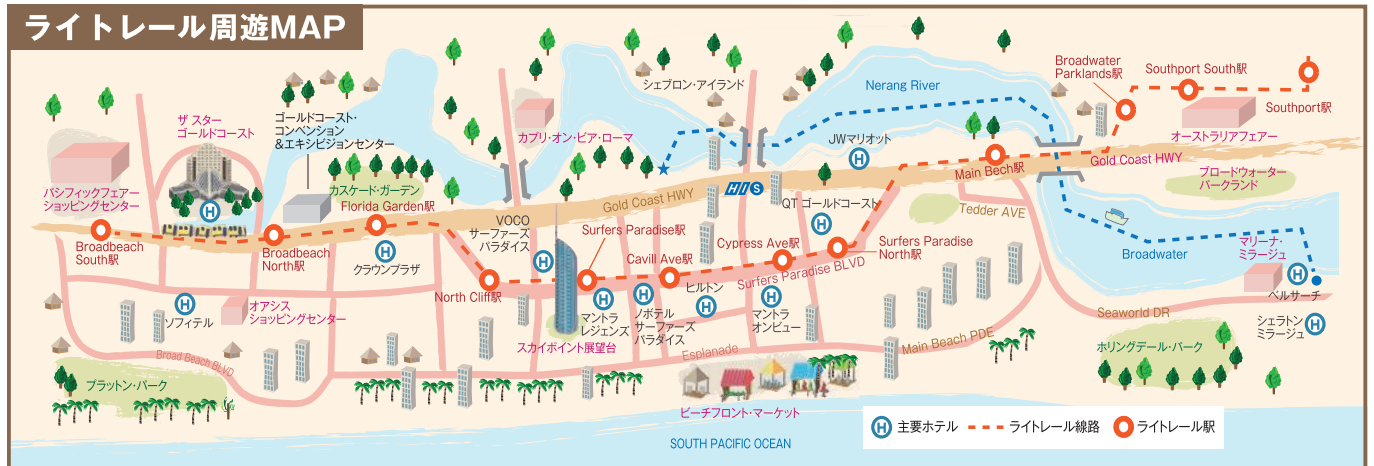 ライトレール周遊MAP
パシフィックフェアー
ショッピングセンター
Broadbeach
South駅
ザ スター
ゴールドコースト
H
ゴールドコースト・
コンベンション
&エキシビションセンター
Broadbeach
North駅
カスケード・ガーデン
Florida Garden駅
H
クラウンプラザ
H
ソフィテル
オアシス
ショッピングセンター
Broad Beach BLVD
プラットン・パーク
カプリ・オン・ビア・ローマ
North Cliff駅
VOCO
サーファーズ
パラダイス
H
スカイポイント展望台
Surfers Paradise駅
H
マントラ
レジェンズ
Gold Coast HWY
シェブロン・アイランド
HIS
Cavill Ave駅
H
ノボテル
サーファーズ
パラダイス
ヒルトン
H
Cypress Ave駅
Surfers Paradise BLVD
H
マントラ
オンビュー
QT ゴールドコースト
H
Surfers Paradise
North駅
Esplanade
ビーチフロント・マーケット
Main Beach PDE
SOUTH PACIFIC OCEAN
Nerang River
JWマリオット
H
Main Bech駅
Tedder AVE
Broadwater
Parklands駅
Southport South駅
Southport駅
オーストラリアフェアー
Gold Coast HWY
ブロードウォーター
パークランド
Broadwater
マリーナ・
ミラージュ
H
ベルサーチ
Seaworld DR
シェラトン
ミラージュ
H
ホリングデール・パーク
H 主要ホテル
ライトレール線路
ライトレール駅